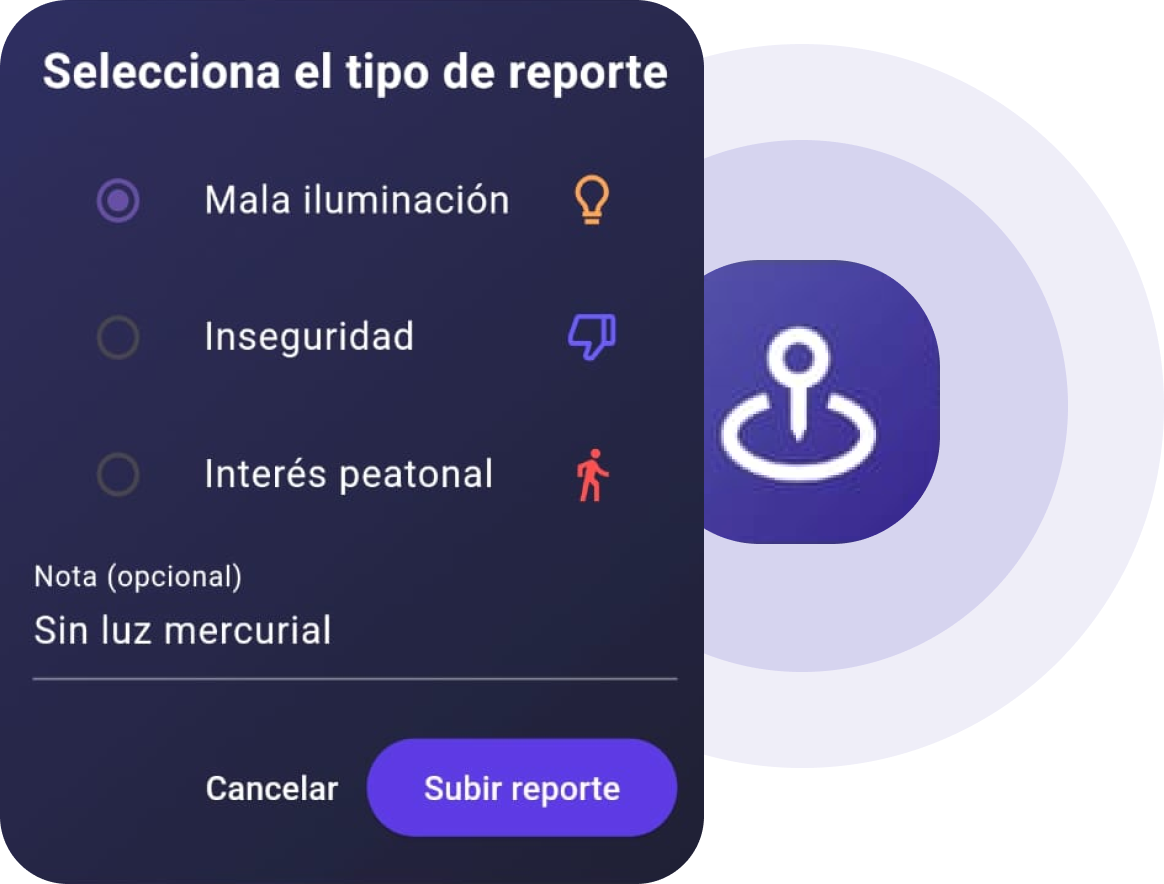 Selecciona el tipo de reporte
Mala iluminación
Inseguridad
Interés peatonal
Nota (opcional)
Sin luz mercurial
Cancelar
Subir reporte